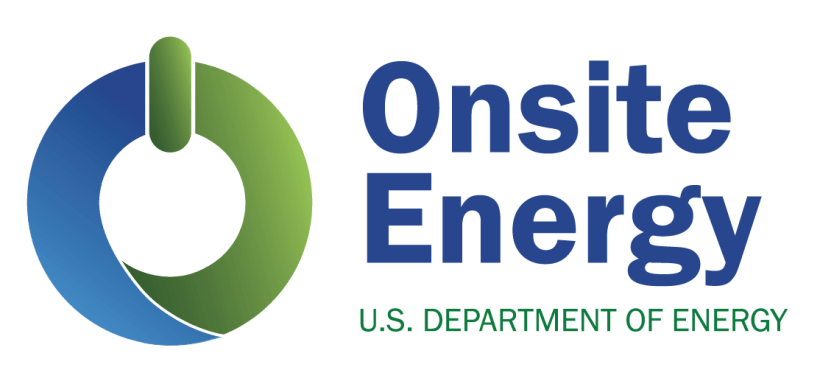 Onsite
Energy
U.S. DEPARTMENT OF ENERGY